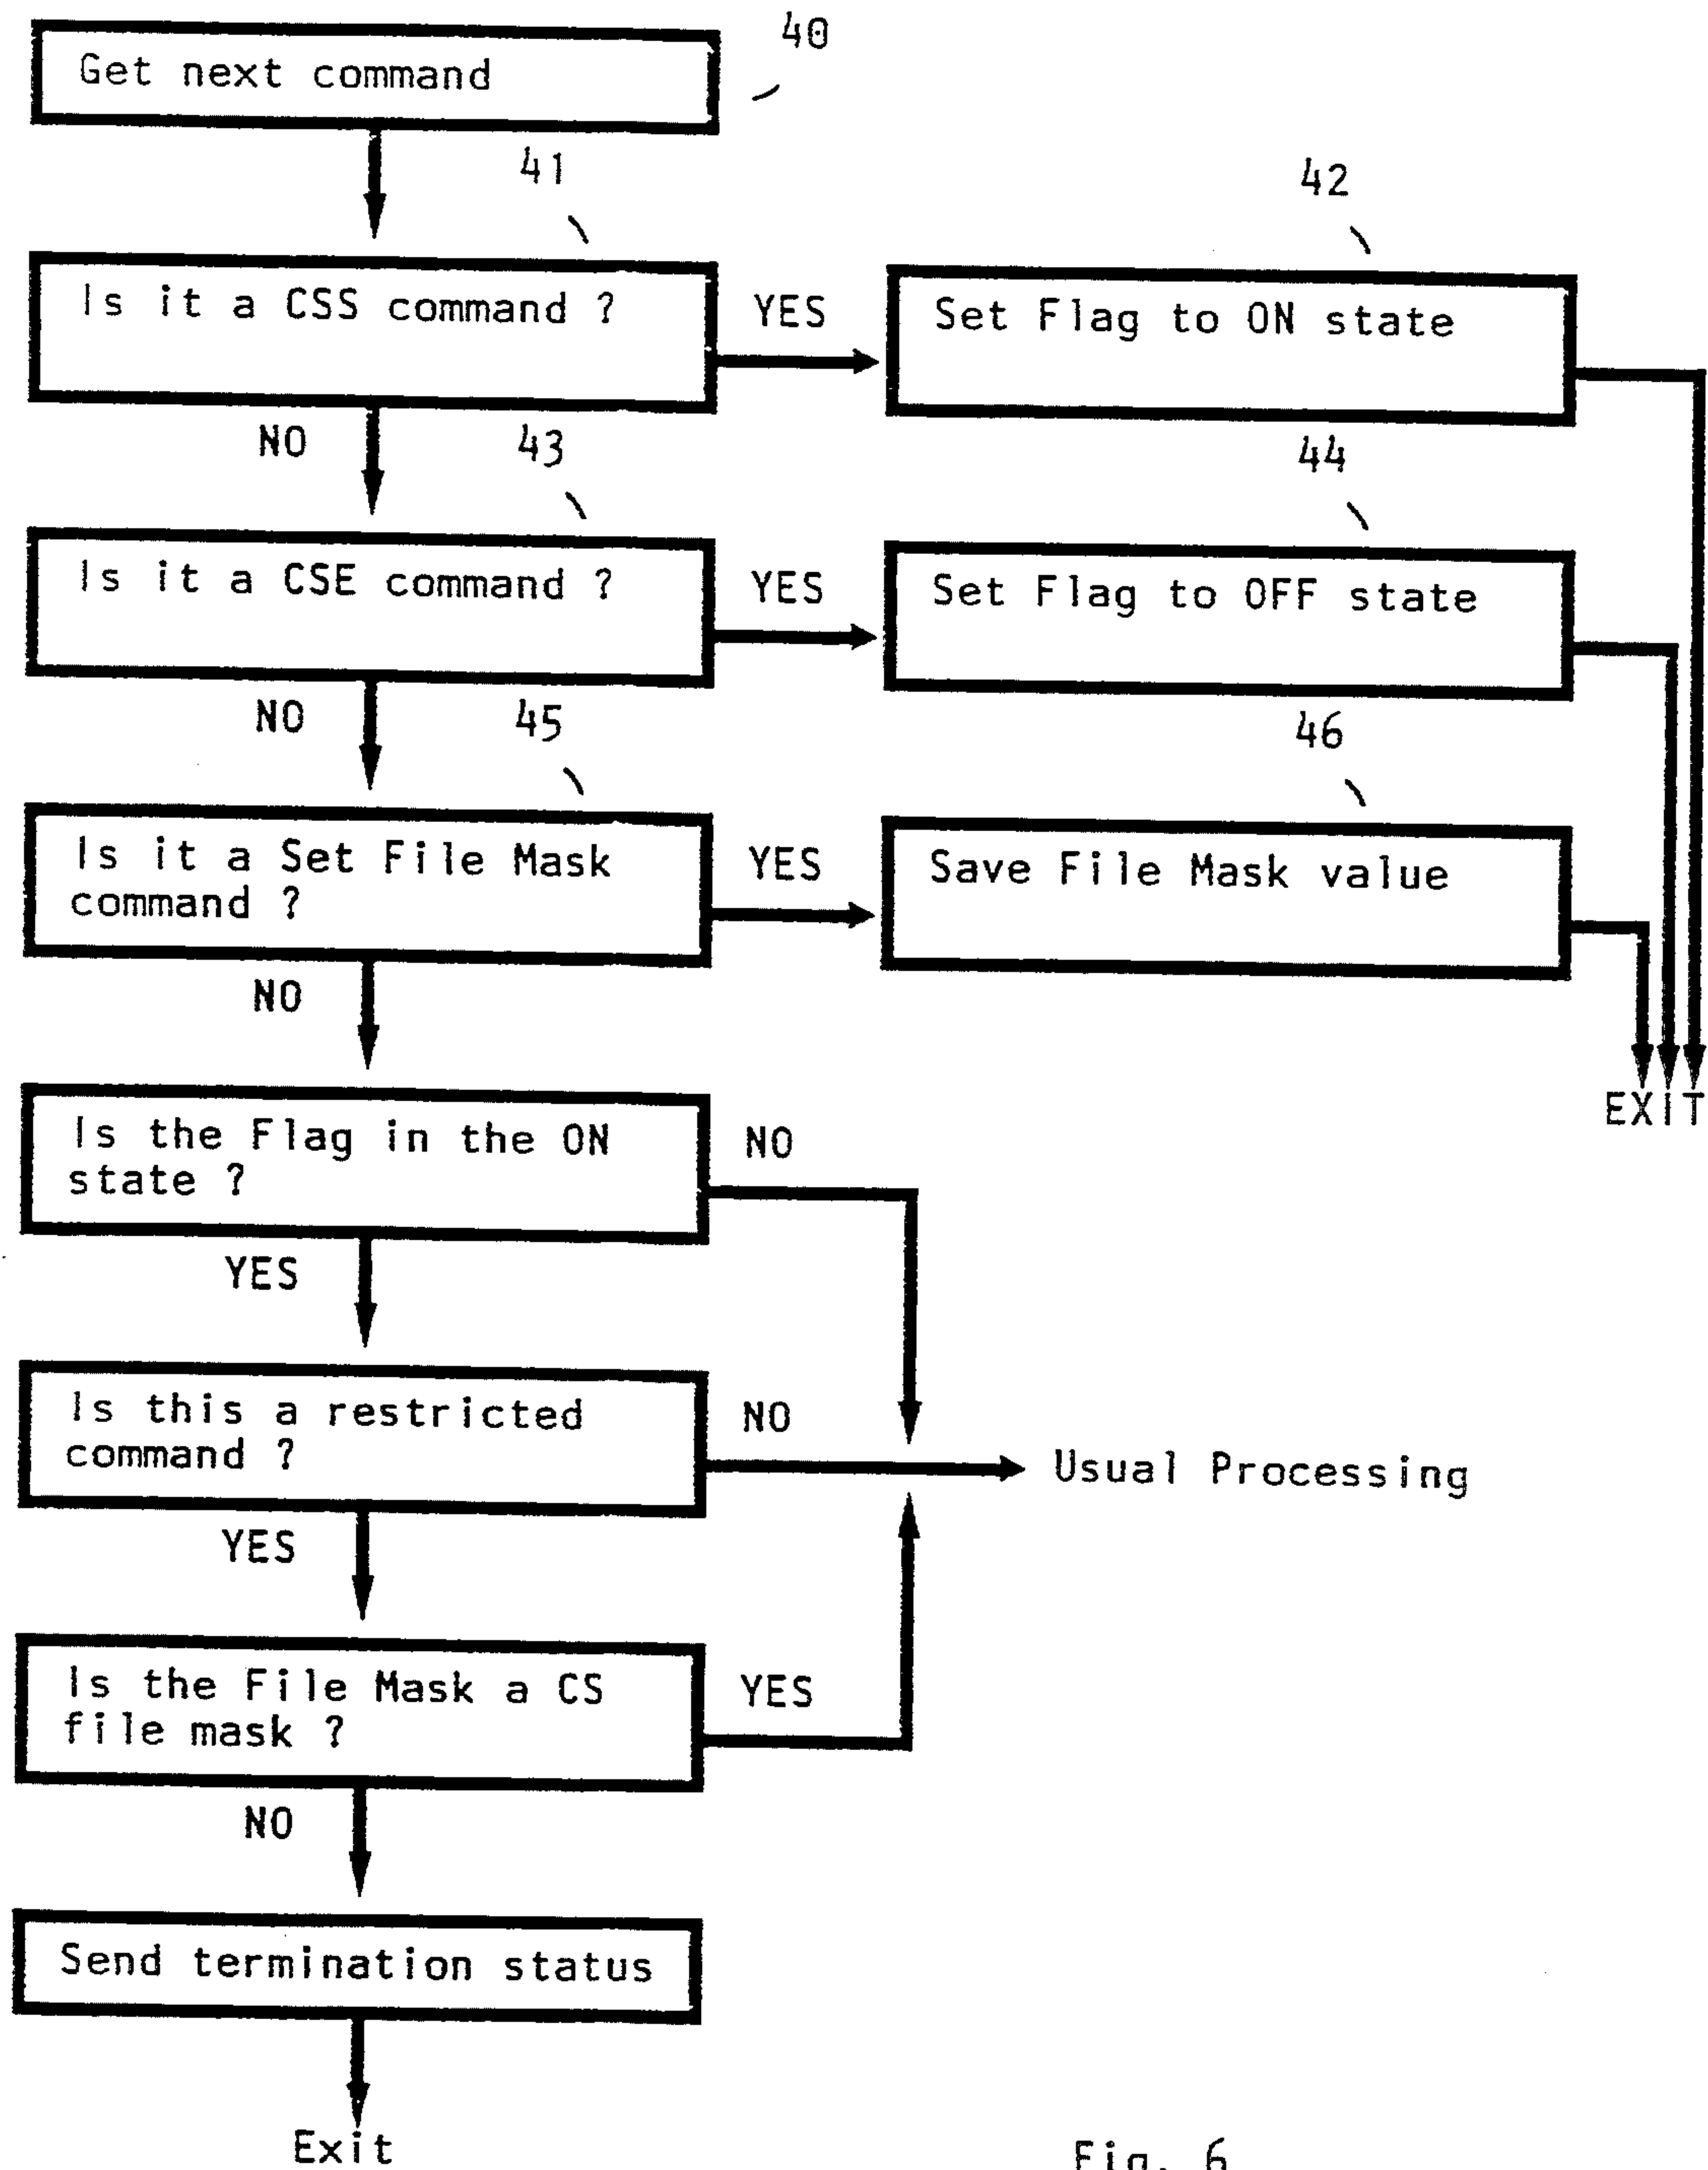 40
Get next command
41
42
Is it a CSS command ?
YES
Set Flag to ON state
NO
43
44
Is it a CSE command ?
YES
Set Flag to OFF state
NO
45
46
Is it a Set File Mask
command ?
YES
Save File Mask value
NO
EXIT
Is the Flag in the ON
state ?
NO
YES
Is this a restricted
command ?
NO
Usual Processing
YES
Is the File Mask a CS
file mask ?
YES
NO
Send termination status
Exit
Fig. 6